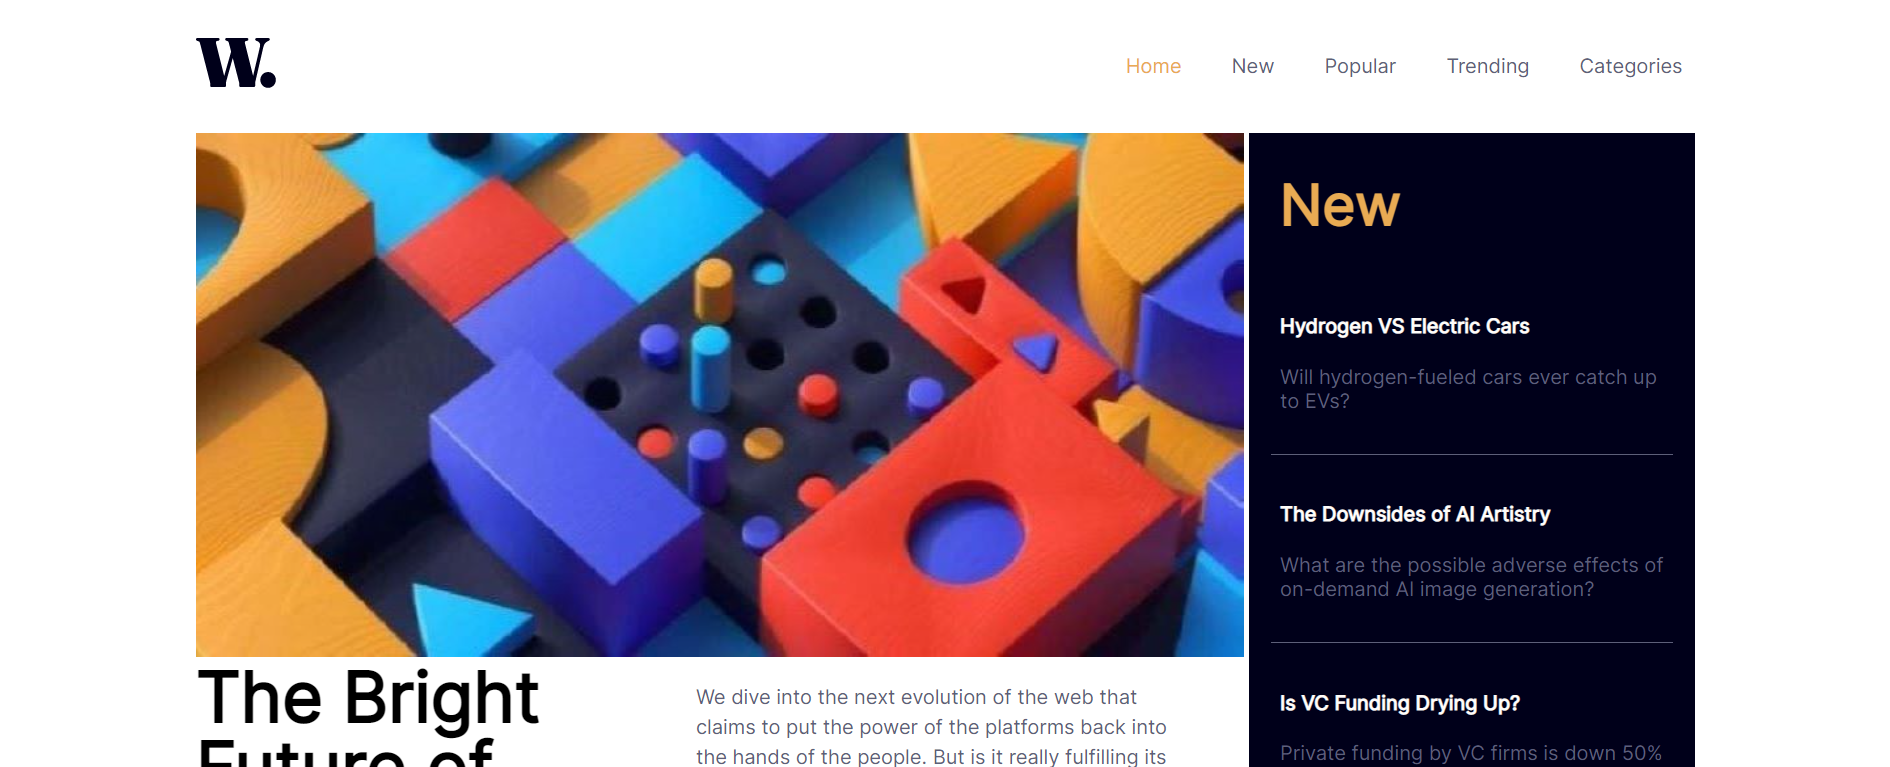 W.
Home New Popular Trending Categories
New
Hydrogen VS Electric Cars
Will hydrogen-fueled cars ever catch up
to EVs?
The Downsides of AI Artistry
What are the possible adverse effects of
on-demand AI image generation?
Is VC Funding Drying Up?
Private funding by VC firms is down 50%
The Bright
Future of
We dive into the next evolution of the web that
claims to put the power of the platforms back into
the hands of the people. But is it really fulfilling its